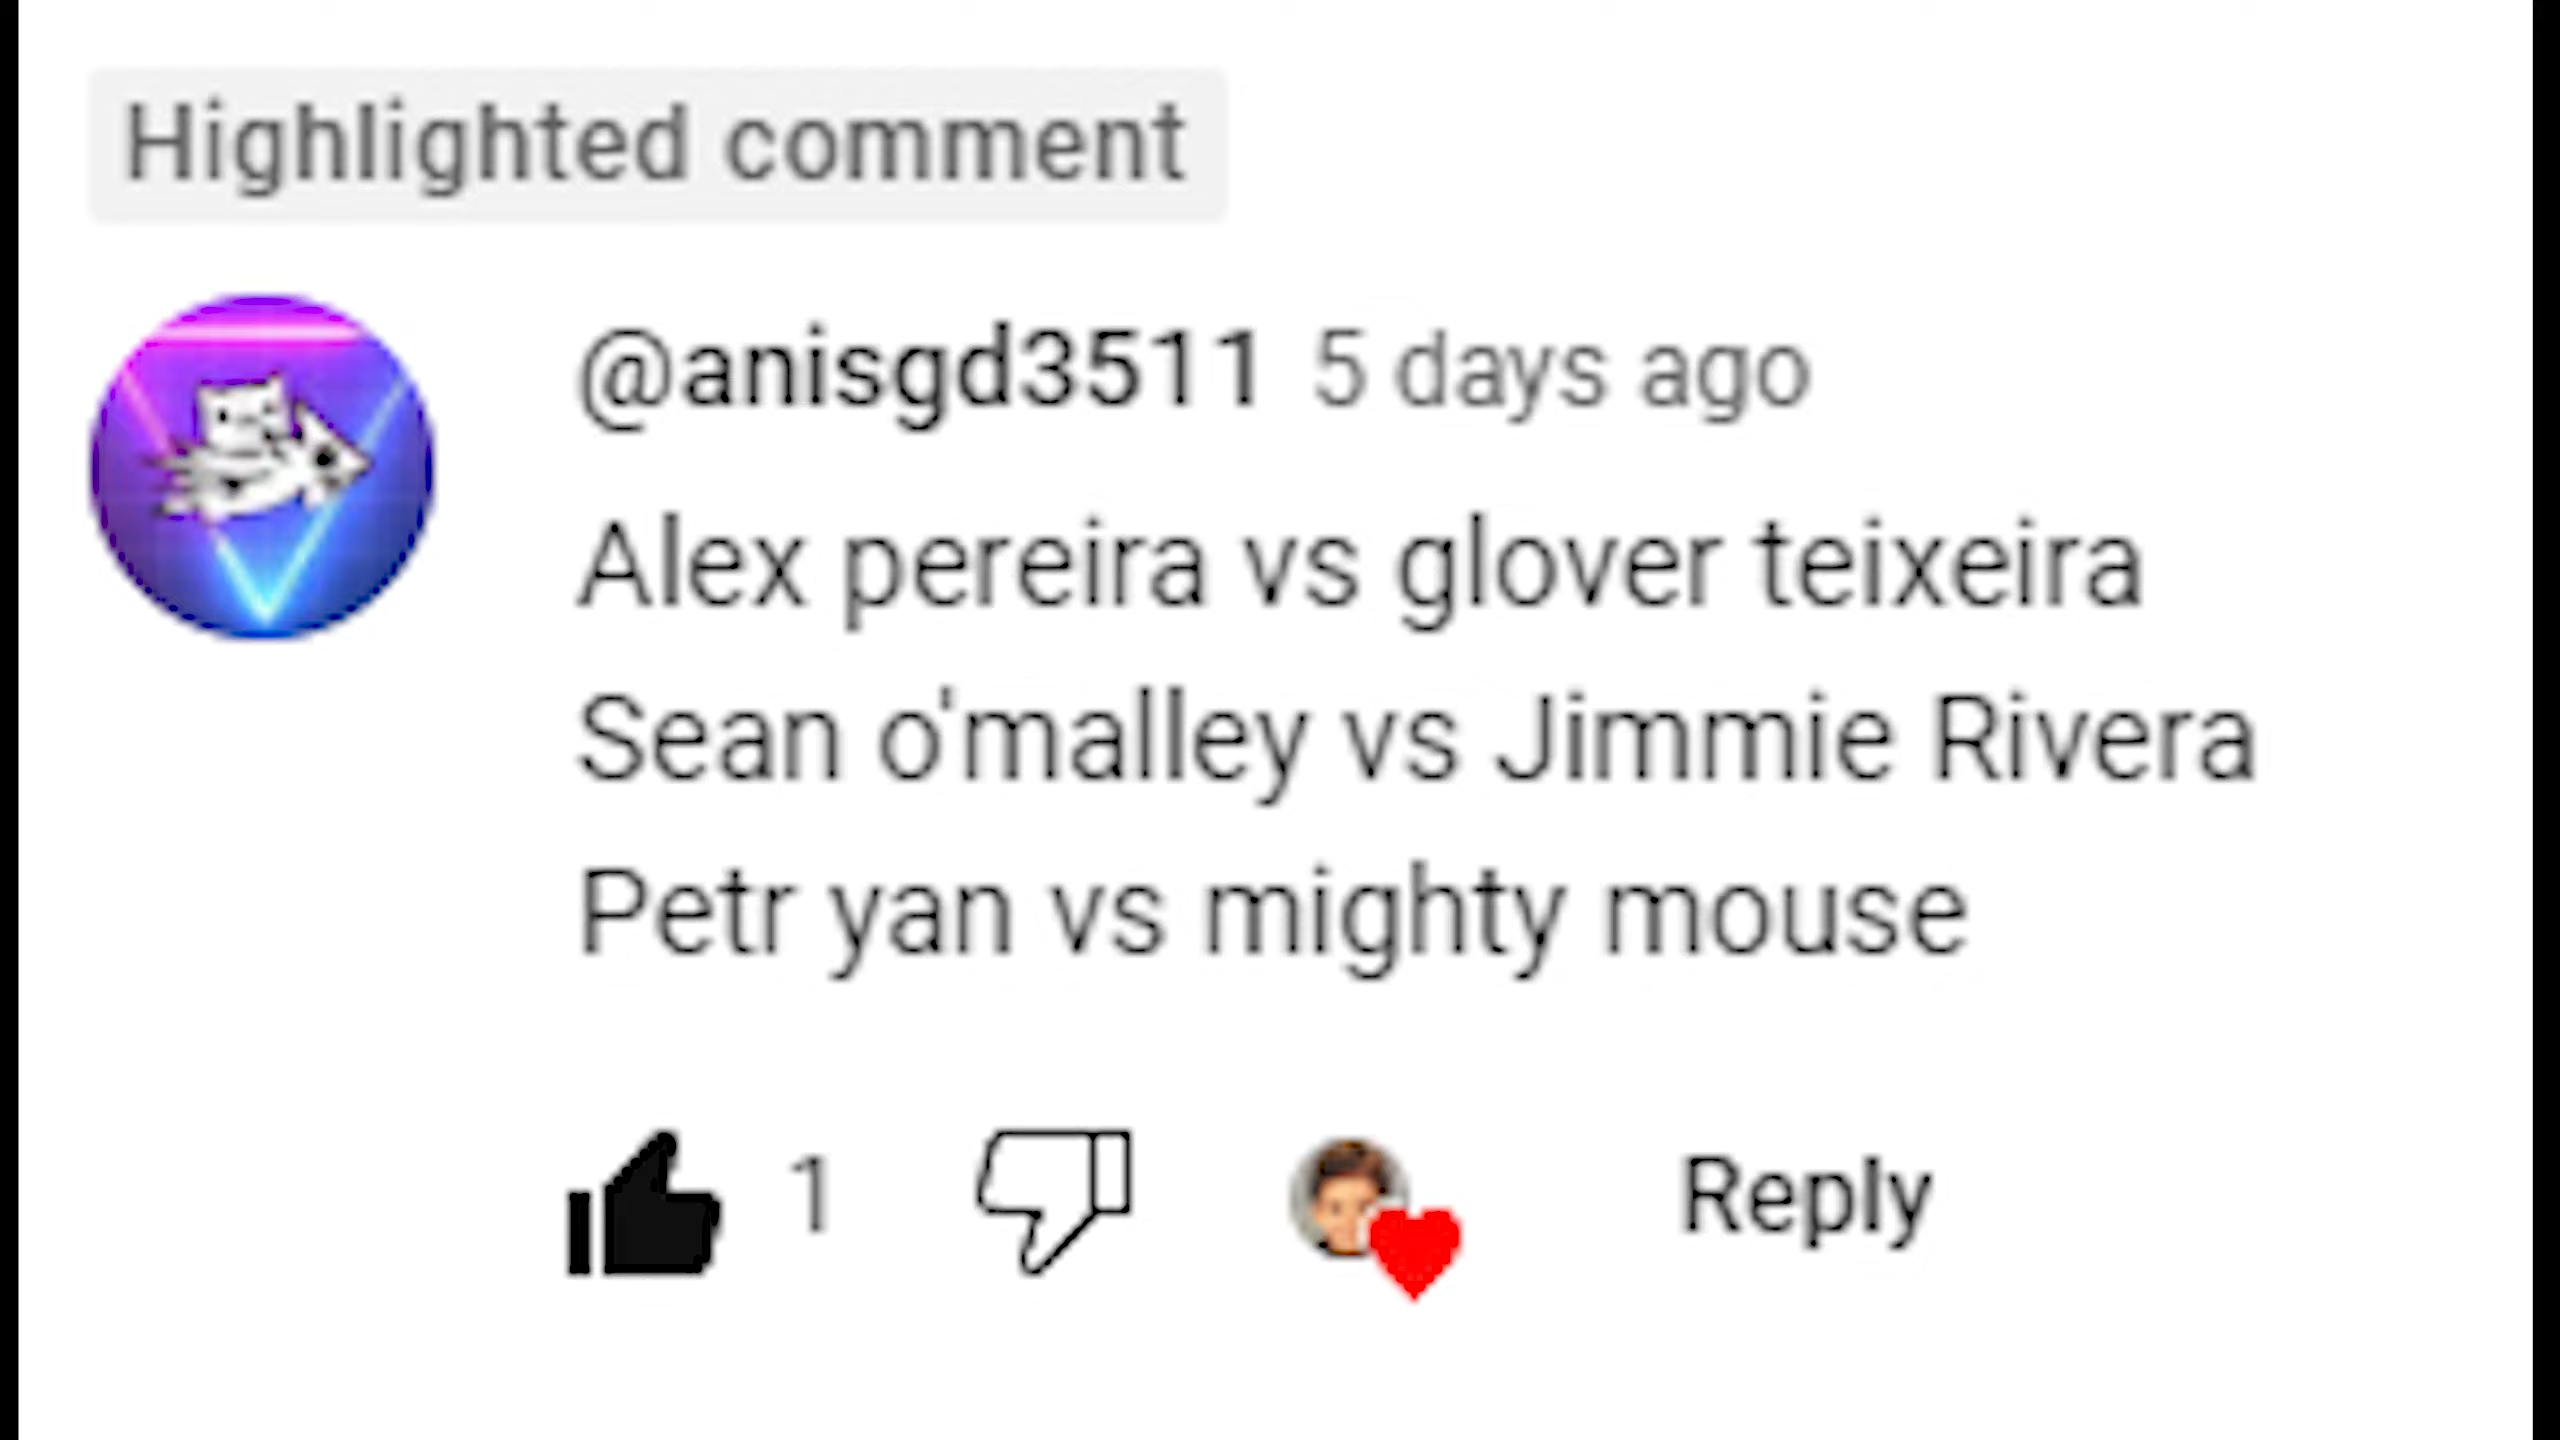 Highlighted comment
@anisgd3511 5 days ago
Alex pereira vs glover teixeira
Sean o'malley vs Jimmie Rivera
Petr yan vs mighty mouse
1 Reply